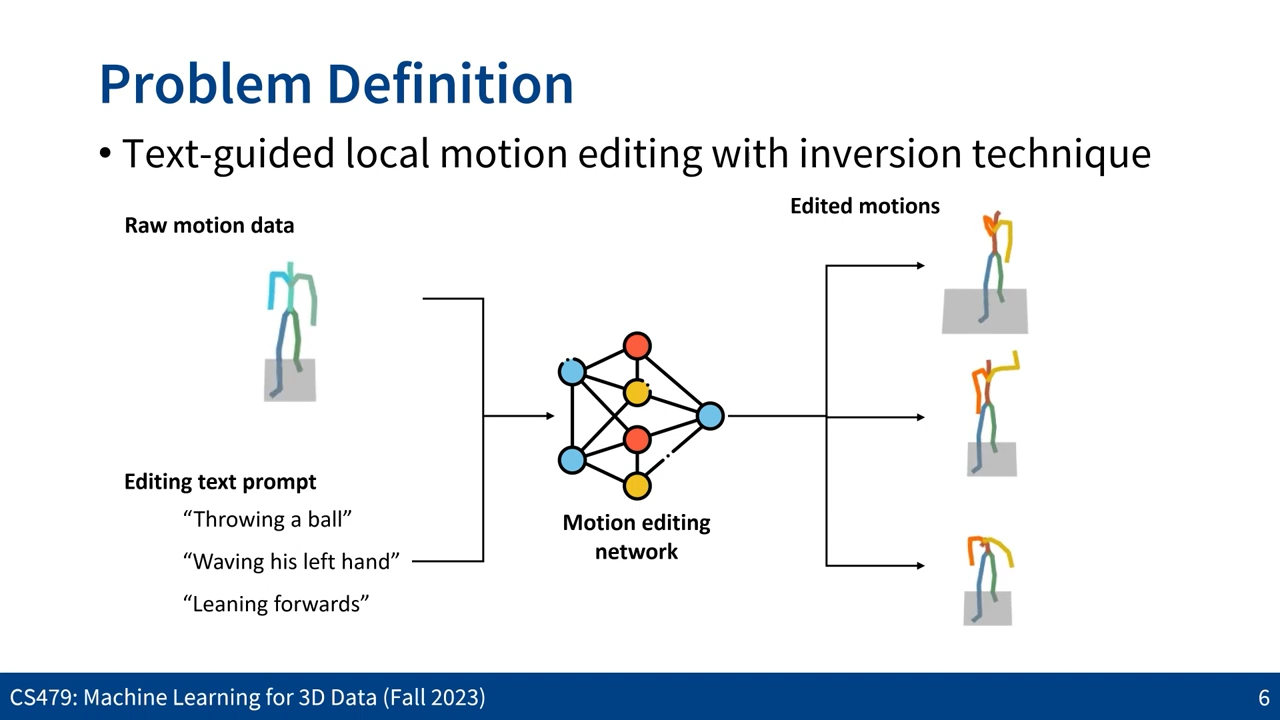 Problem Definition
• Text-guided local motion editing with inversion technique
Raw motion data
Edited motions
Editing text prompt
“Throwing a ball”
“Waving his left hand”
“Leaning forwards”
Motion editing
network
CS479: Machine Learning for 3D Data (Fall 2023)
6